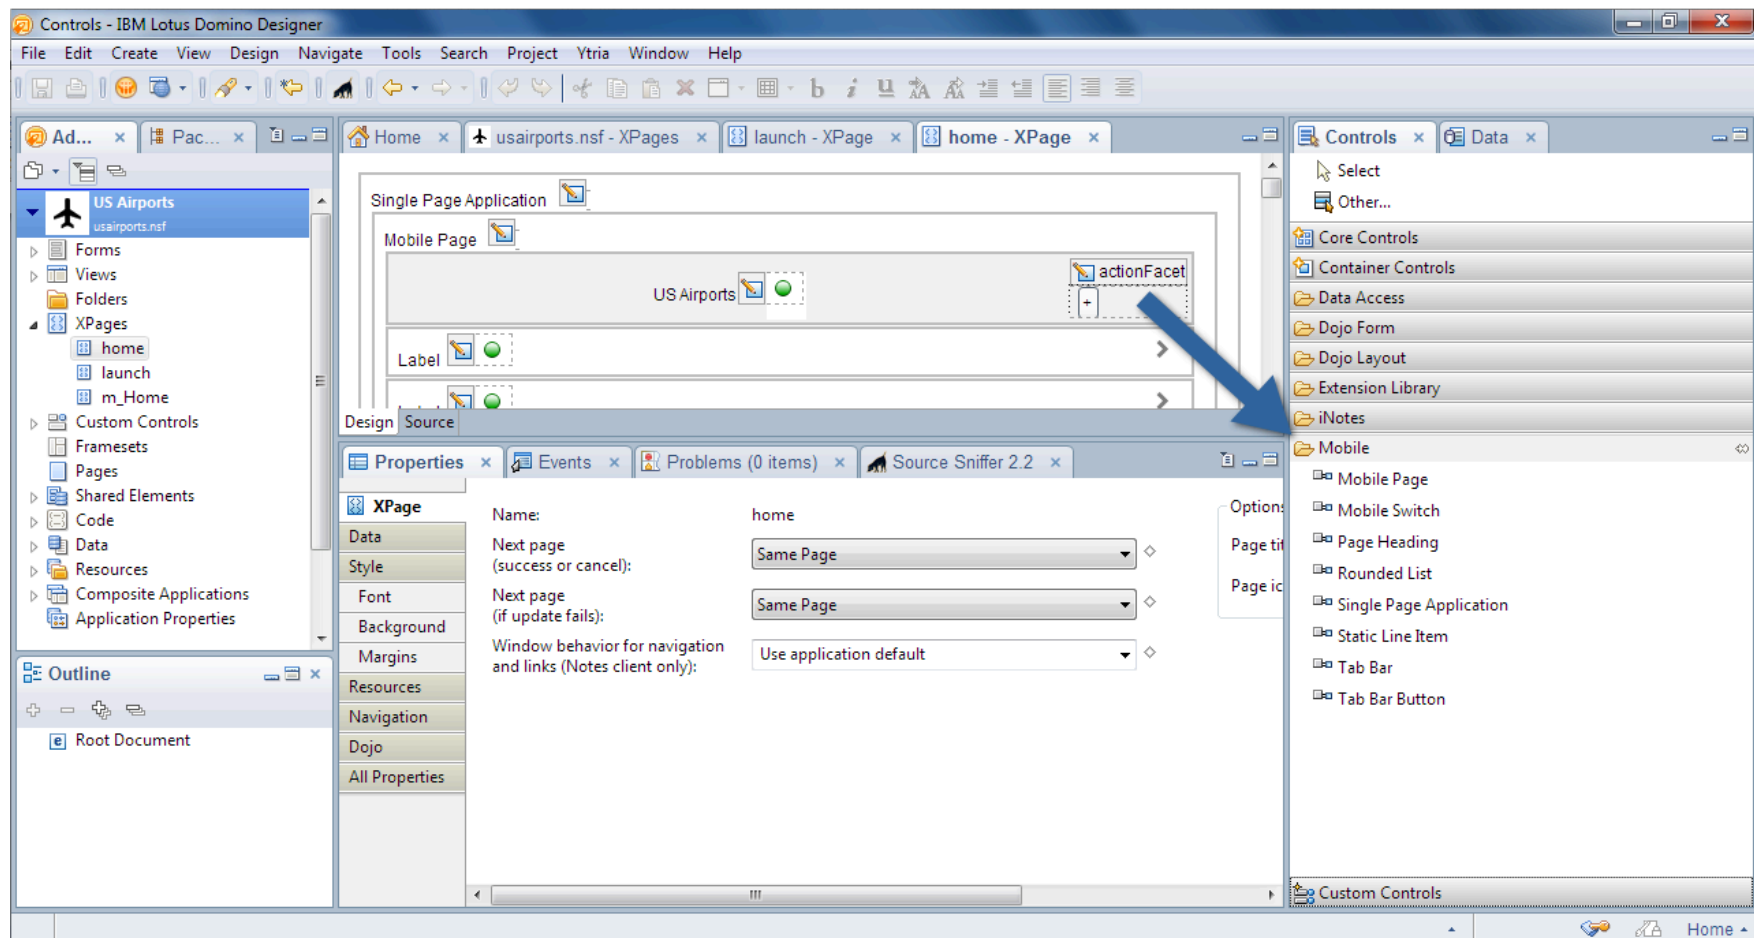 Controls - IBM Lotus Domino Designer
File Edit Create View Design Navigate Tools Search Project Ytria Window Help
Ad... Pac...
US Airports
usairports.nsf
Forms
Views
Folders
XPages
home
launch
m_Home
Custom Controls
Framesets
Pages
Shared Elements
Code
Data
Resources
Composite Applications
Application Properties
Outline
Root Document
Home usairports.nsf - XPages launch - XPage home - XPage
Single Page Application
Mobile Page
US Airports
actionFacet
+
Label
Design Source
Properties Events Problems (0 items) Source Sniffer 2.2
XPage
Data
Style
Font
Background
Margins
Resources
Navigation
Dojo
All Properties
Name: home
Next page
(success or cancel): Same Page
Next page
(if update fails): Same Page
Window behavior for navigation
and links (Notes client only): Use application default
Options
Page tit
Page ic
Controls Data
Select
Other...
Core Controls
Container Controls
Data Access
Dojo Form
Dojo Layout
Extension Library
iNotes
Mobile
Mobile Page
Mobile Switch
Page Heading
Rounded List
Single Page Application
Static Line Item
Tab Bar
Tab Bar Button
Custom Controls
Home